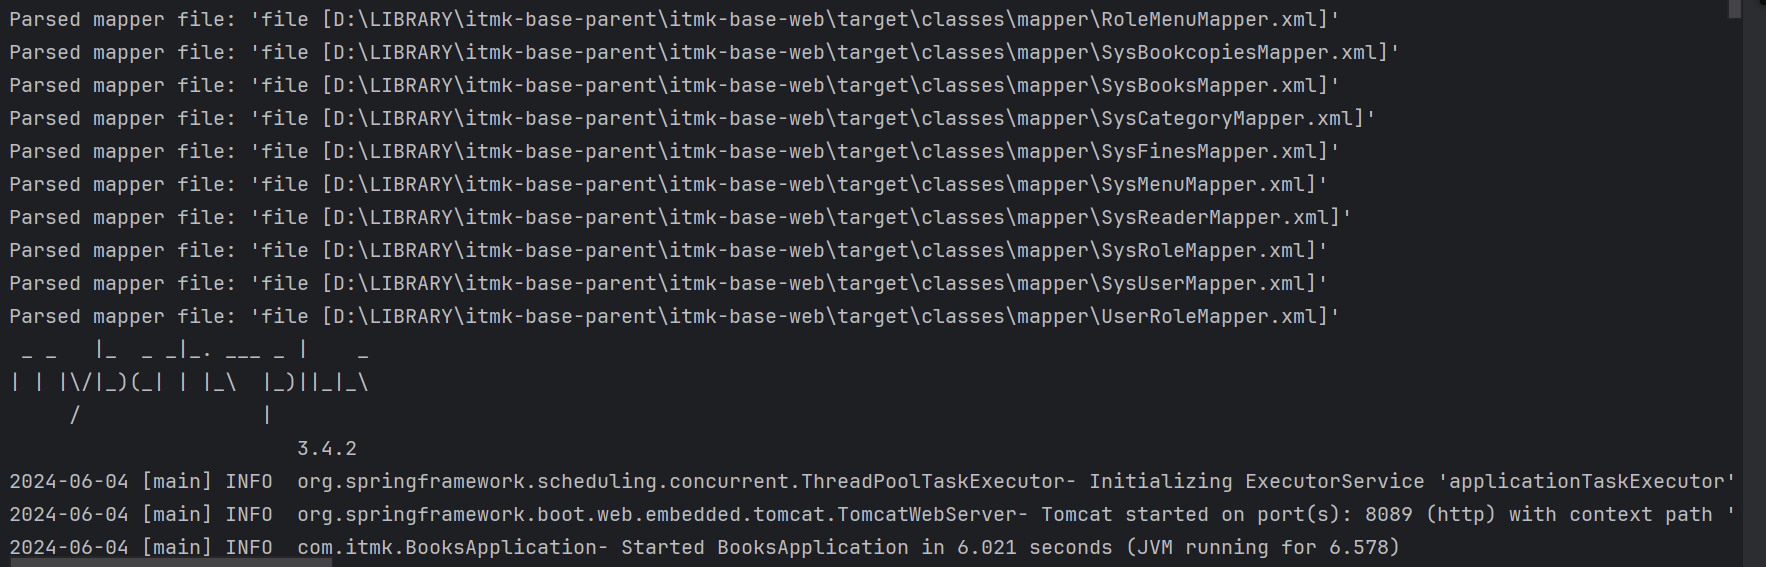 Parsed mapper file: 'file [D:\LIBRARY\itmk-base-parent\itmk-base-web\target\classes\mapper\RoleMenuMapper.xml]'
Parsed mapper file: 'file [D:\LIBRARY\itmk-base-parent\itmk-base-web\target\classes\mapper\SysBookcopiesMapper.xml]'
Parsed mapper file: 'file [D:\LIBRARY\itmk-base-parent\itmk-base-web\target\classes\mapper\SysBooksMapper.xml]'
Parsed mapper file: 'file [D:\LIBRARY\itmk-base-parent\itmk-base-web\target\classes\mapper\SysCategoryMapper.xml]'
Parsed mapper file: 'file [D:\LIBRARY\itmk-base-parent\itmk-base-web\target\classes\mapper\SysFinesMapper.xml]'
Parsed mapper file: 'file [D:\LIBRARY\itmk-base-parent\itmk-base-web\target\classes\mapper\SysMenuMapper.xml]'
Parsed mapper file: 'file [D:\LIBRARY\itmk-base-parent\itmk-base-web\target\classes\mapper\SysReaderMapper.xml]'
Parsed mapper file: 'file [D:\LIBRARY\itmk-base-parent\itmk-base-web\target\classes\mapper\SysRoleMapper.xml]'
Parsed mapper file: 'file [D:\LIBRARY\itmk-base-parent\itmk-base-web\target\classes\mapper\SysUserMapper.xml]'
Parsed mapper file: 'file [D:\LIBRARY\itmk-base-parent\itmk-base-web\target\classes\mapper\UserRoleMapper.xml]'
 _ _   |_  _ _|_. ___ _ |    _
| | |\/|_)(_| | |_\  |_)||_|_\
     /               |
                        3.4.2
2024-06-04 [main] INFO  org.springframework.scheduling.concurrent.ThreadPoolTaskExecutor- Initializing ExecutorService 'applicationTaskExecutor'
2024-06-04 [main] INFO  org.springframework.boot.web.embedded.tomcat.TomcatWebServer- Tomcat started on port(s): 8089 (http) with context path '
2024-06-04 [main] INFO  com.itmk.BooksApplication- Started BooksApplication in 6.021 seconds (JVM running for 6.578)